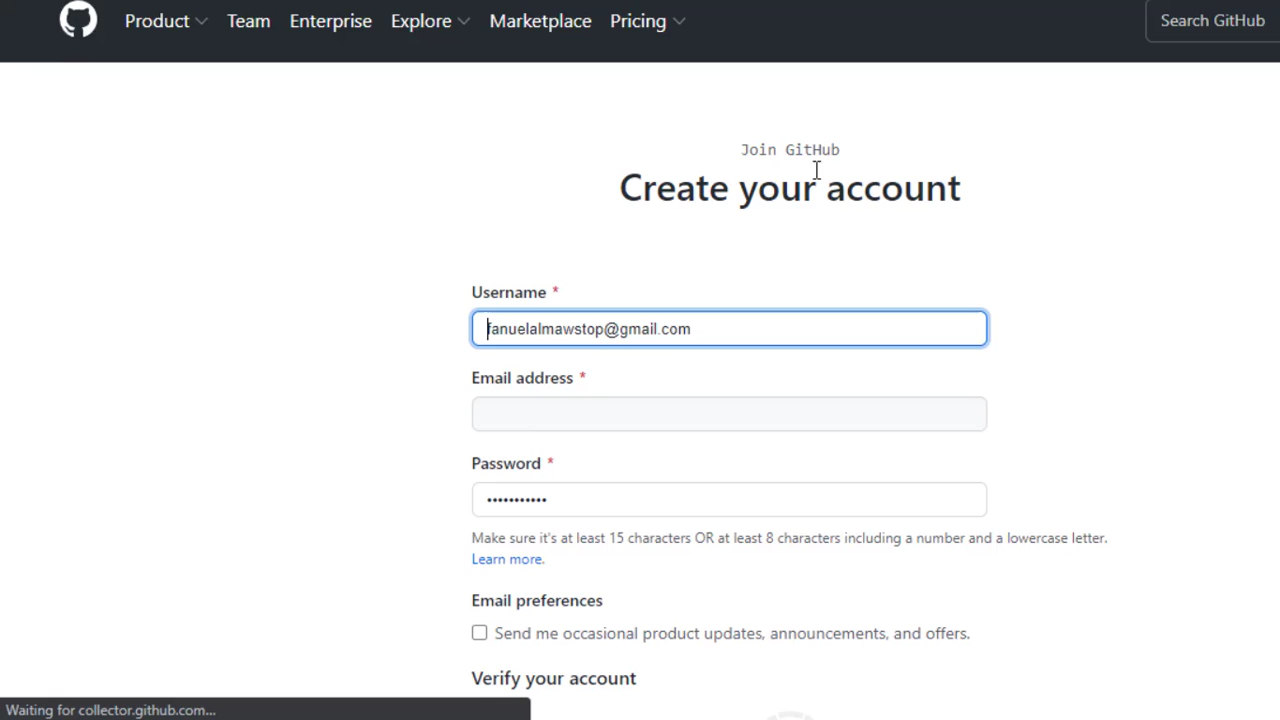 Product Team Enterprise Explore Marketplace Pricing Search GitHub
Join GitHub
Create your account
Username *
fanuelalmawstop@gmail.com
Email address *
Password *
•••••••••••
Make sure it's at least 15 characters OR at least 8 characters including a number and a lowercase letter.
Learn more.
Email preferences
Send me occasional product updates, announcements, and offers.
Verify your account
Waiting for collector.github.com...